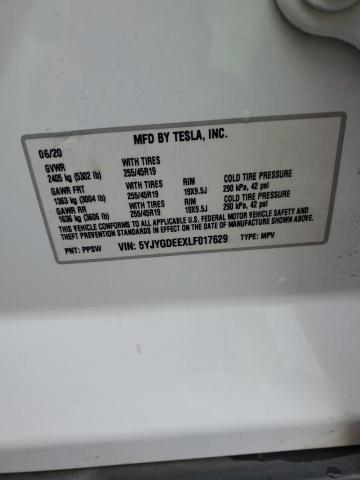 MFD BY TESLA, INC.
06/20
GVWR WITH TIRES
2405 kg (5302 lb) 255/45R19
GAWR FRT WITH TIRES RIM COLD TIRE PRESSURE
1363 kg (3004 lb) 255/45R19 19X9.5J 290 kPa, 42 psi
GAWR RR WITH TIRES RIM COLD TIRE PRESSURE
1636 kg (3606 lb) 255/45R19 19X9.5J 290 kPa, 42 psi
THIS VEHICLE CONFORMS TO ALL APPLICABLE FEDERAL MOTOR VEHICLE SAFETY AND
THEFT PREVENTION STANDARDS IN EFFECT ON THE DATE OF MANUFACTURE SHOWN ABOVE.
PNT: PPSW VIN: 5YJYGDEEXLF017629 TYPE: MPV